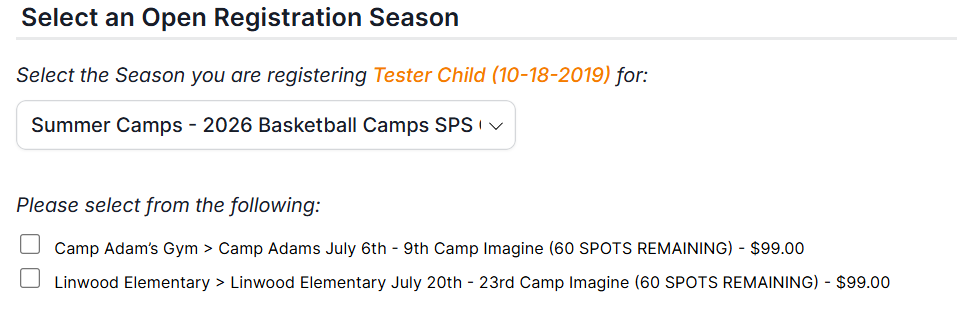 Select an Open Registration Season
Select the Season you are registering Tester Child (10-18-2019) for:
Summer Camps - 2026 Basketball Camps SPS
Please select from the following:
Camp Adam’s Gym > Camp Adams July 6th - 9th Camp Imagine (60 SPOTS REMAINING) - $99.00
Linwood Elementary > Linwood Elementary July 20th - 23rd Camp Imagine (60 SPOTS REMAINING) - $99.00